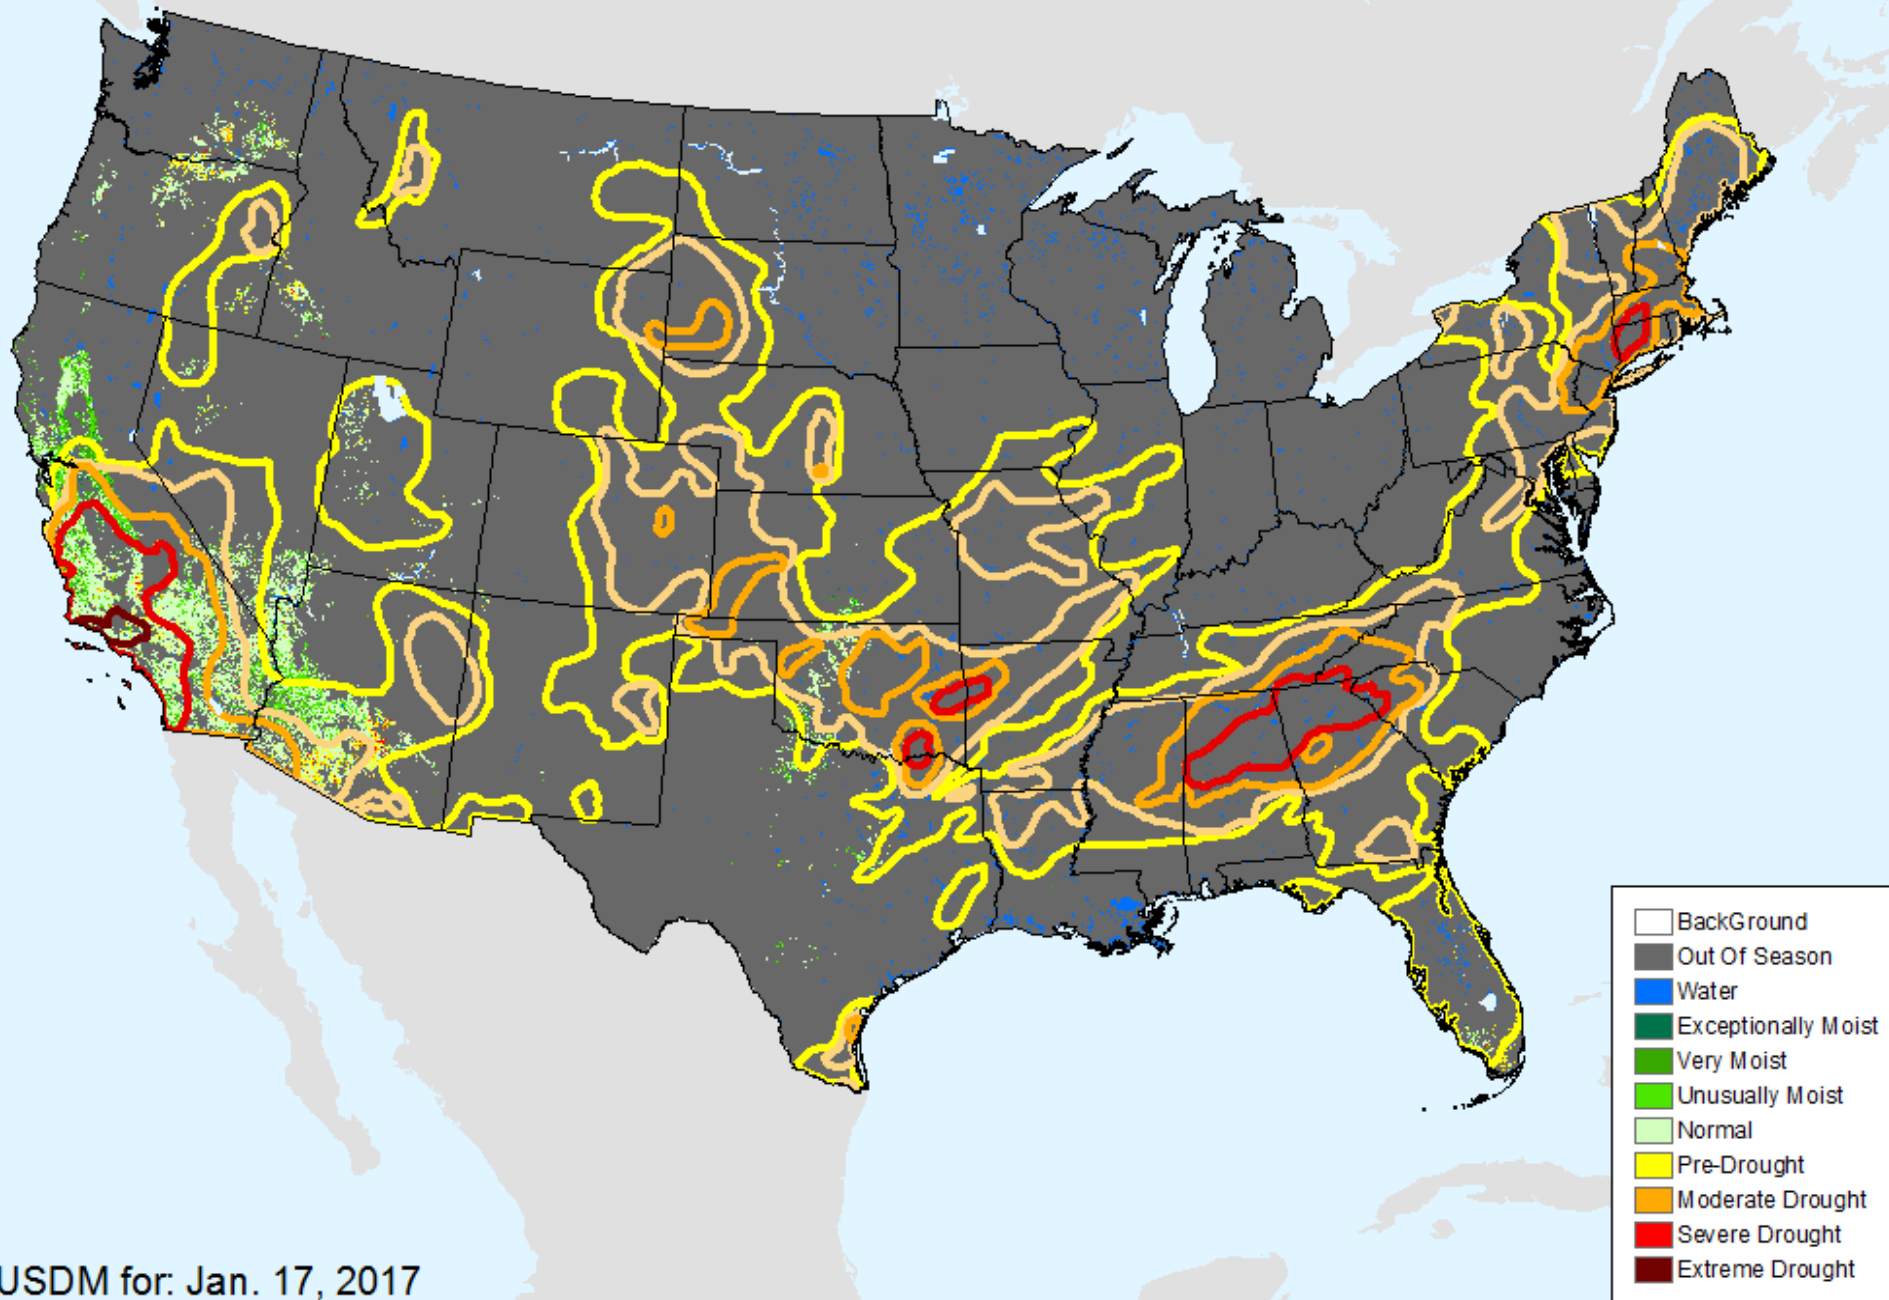 BackGround
Out Of Season
Water
Exceptionally Moist
Very Moist
Unusually Moist
Normal
Pre-Drought
Moderate Drought
Severe Drought
Extreme Drought
USDM for: Jan. 17, 2017